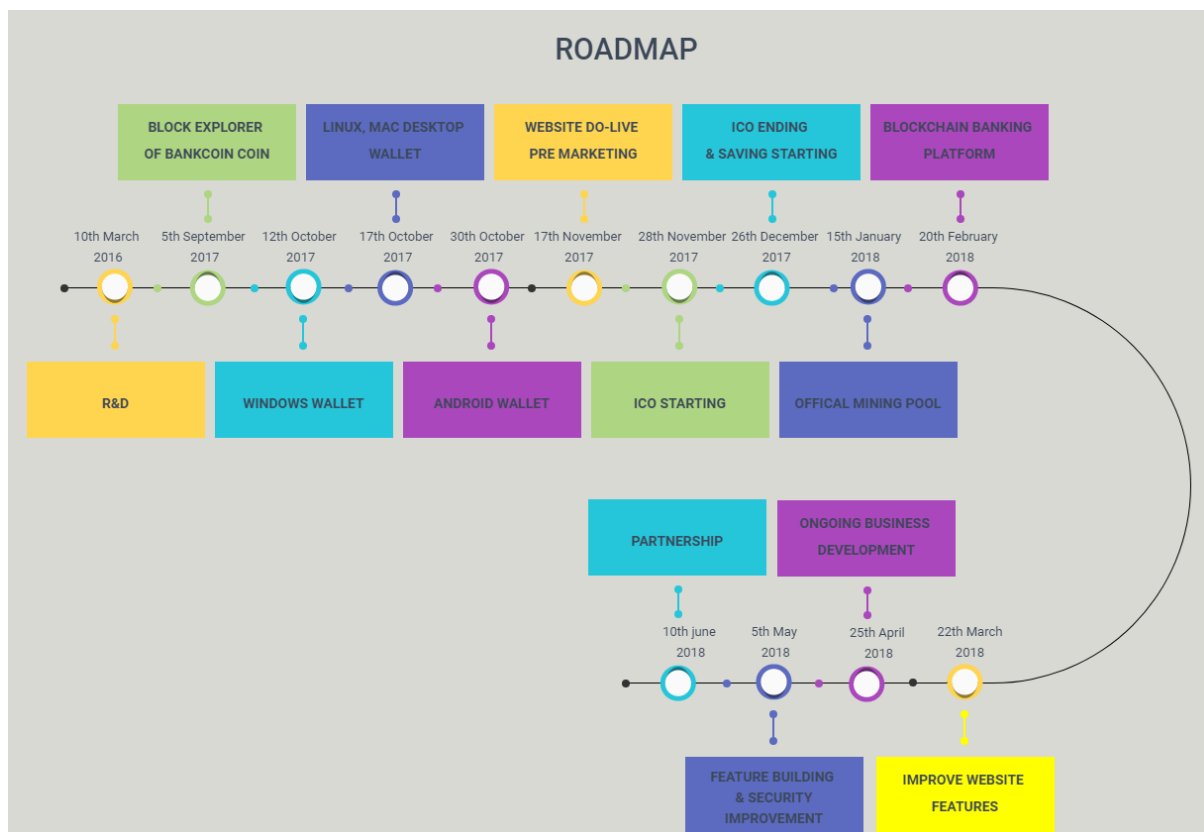 ROADMAP
BLOCK EXPLORER
OF BANKCOIN COIN
LINUX, MAC DESKTOP
WALLET
WEBSITE DO-LIVE
PRE MARKETING
ICO ENDING
& SAVING STARTING
BLOCKCHAIN BANKING
PLATFORM
10th March
2016
5th September
2017
12th October
2017
17th October
2017
30th October
2017
17th November
2017
28th November
2017
26th December
2017
15th January
2018
20th February
2018
R&D
WINDOWS WALLET
ANDROID WALLET
ICO STARTING
OFFICAL MINING POOL
PARTNERSHIP
ONGOING BUSINESS
DEVELOPMENT
10th june
2018
5th May
2018
25th April
2018
22th March
2018
FEATURE BUILDING
& SECURITY
IMPROVEMENT
IMPROVE WEBSITE
FEATURES